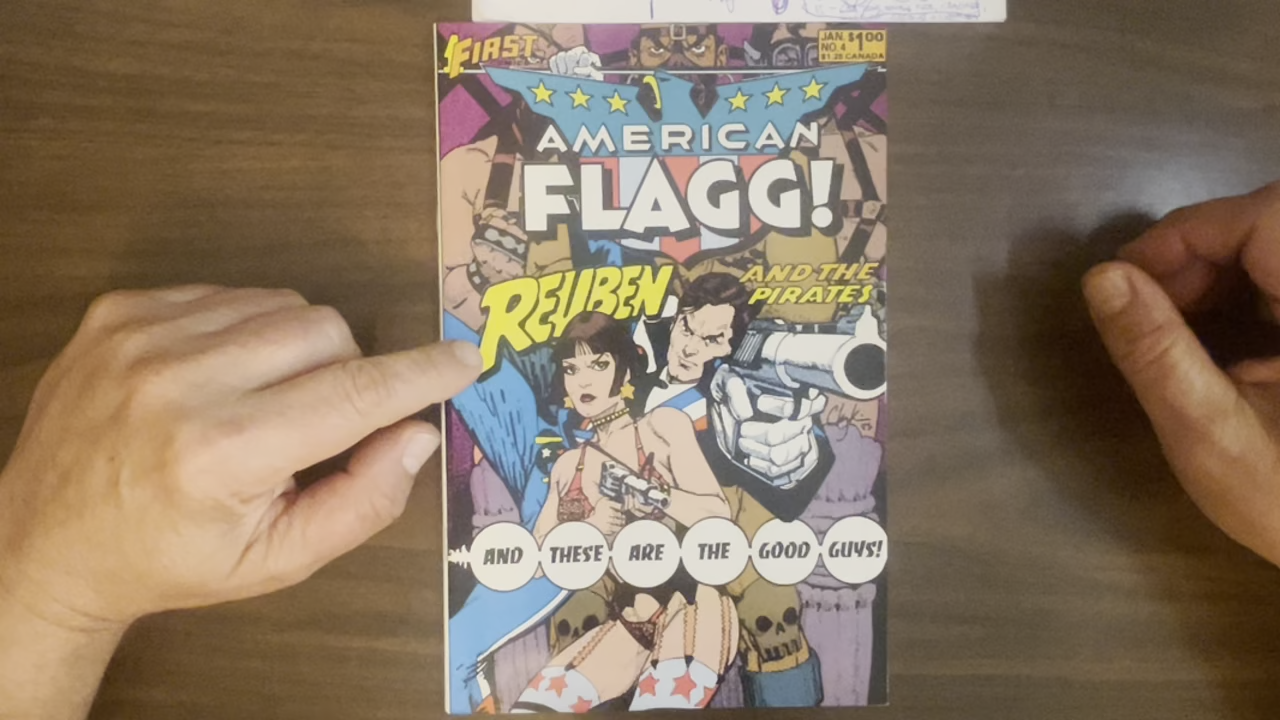 FIRST
JAN. $1.00
NO. 4
$1.25 CANADA
AMERICAN
FLAGG!
REUBEN
AND THE
PIRATES
AND THESE ARE THE GOOD GUYS!